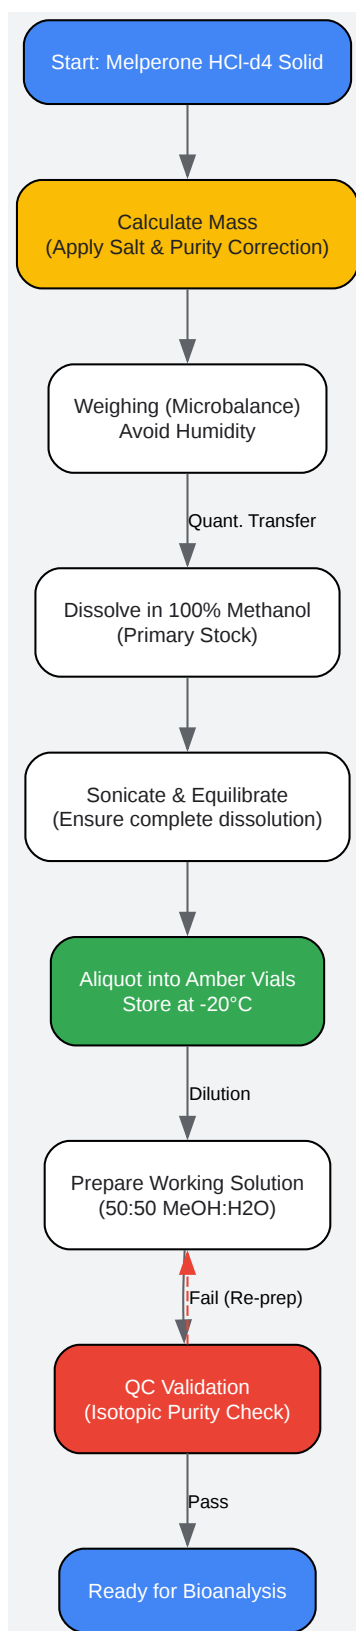 Start: Melperone HCl-d4 Solid
Calculate Mass
(Apply Salt & Purity Correction)
Weighing (Microbalance)
Avoid Humidity
Quant. Transfer
Dissolve in 100% Methanol
(Primary Stock)
Sonicate & Equilibrate
(Ensure complete dissolution)
Aliquot into Amber Vials
Store at -20°C
Dilution
Prepare Working Solution
(50:50 MeOH:H2O)
Fail (Re-prep)
QC Validation
(Isotopic Purity Check)
Pass
Ready for Bioanalysis